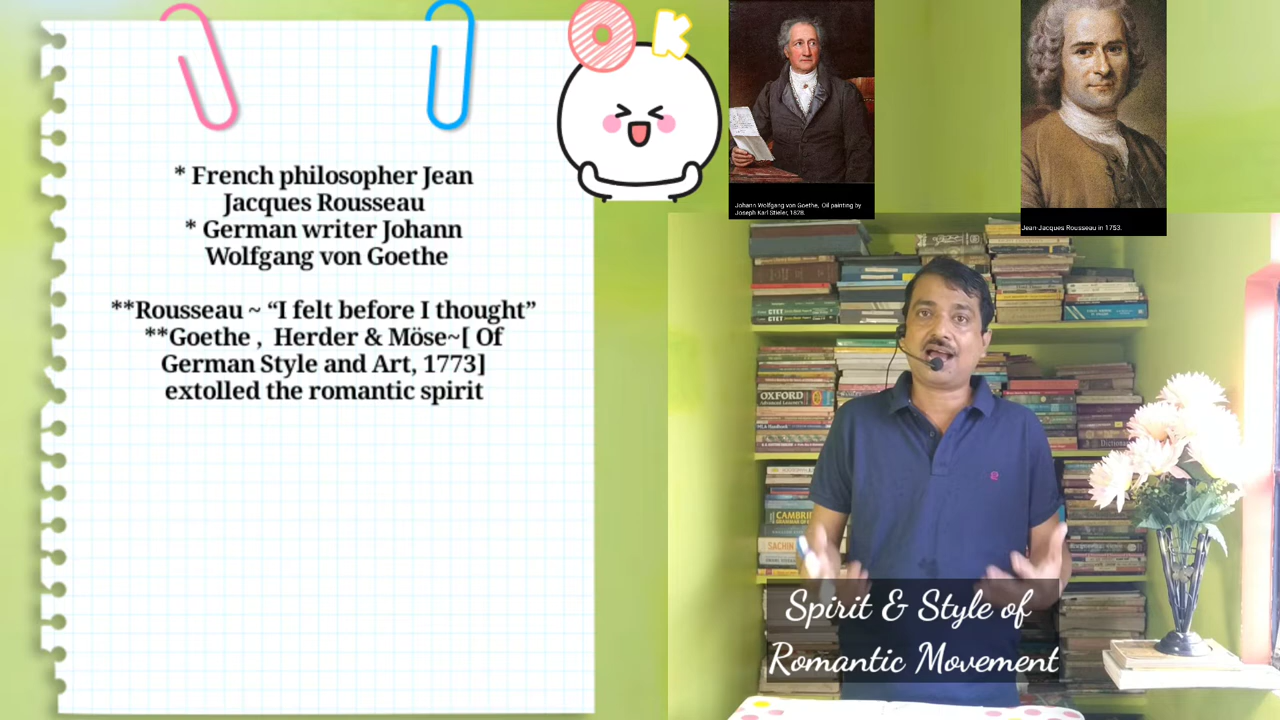 * French philosopher Jean
Jacques Rousseau
* German writer Johann
Wolfgang von Goethe
**Rousseau ~ “I felt before I thought”
**Goethe , Herder & Möse~[ Of
German Style and Art, 1773]
extolled the romantic spirit
OK
Johann Wolfgang von Goethe, Oil painting by
Joseph Karl Stieler, 1828.
Jean-Jacques Rousseau in 1753.
OXFORD
SACHIN
Spirit & Style of
Romantic Movement